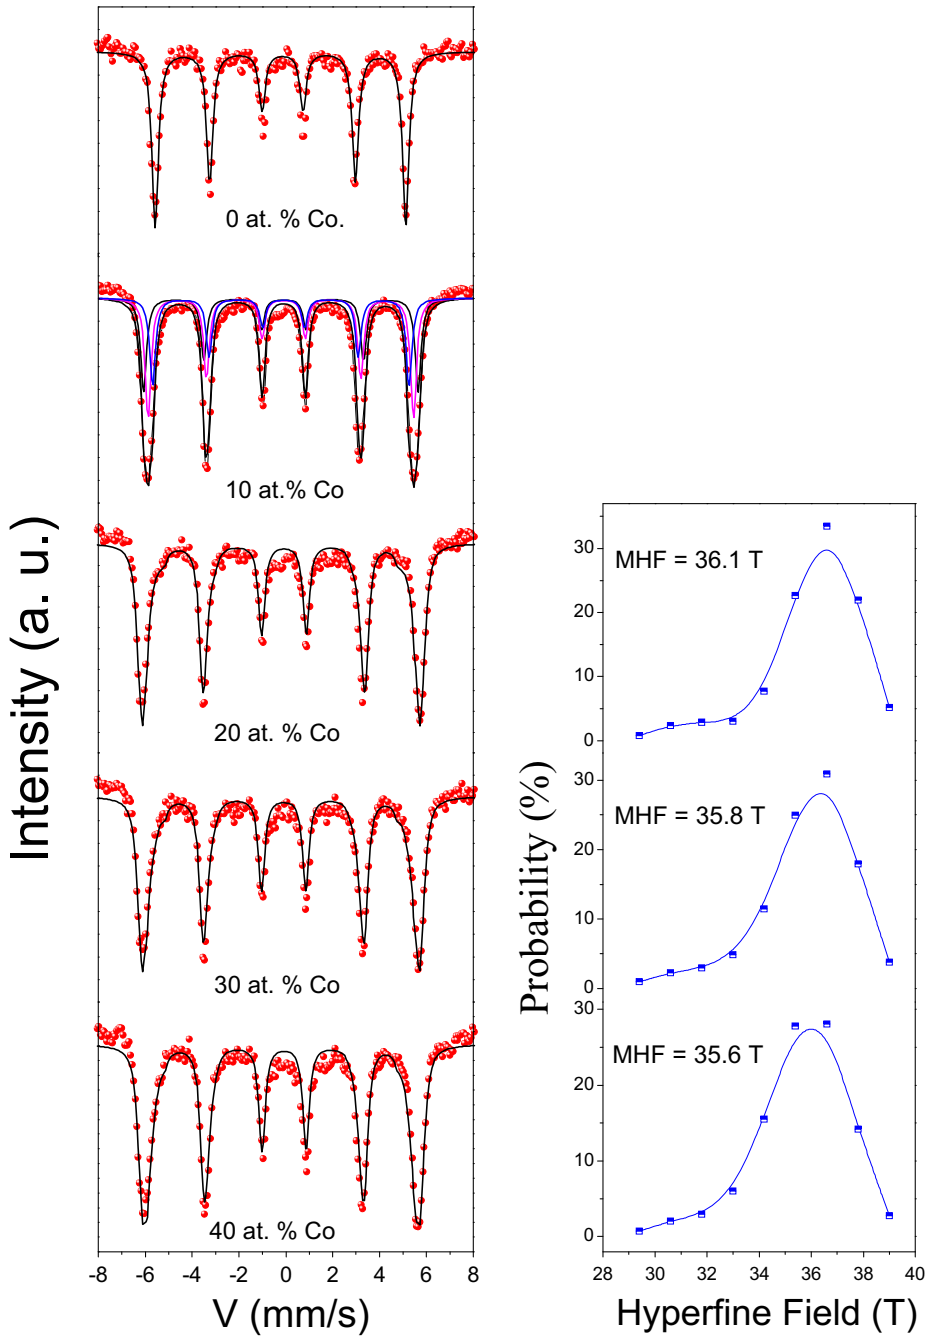 Intensity (a. u.)
0 at. % Co.
10 at.% Co
20 at. % Co
30 at. % Co
40 at. % Co
-8 -6 -4 -2 0 2 4 6 8
V (mm/s)
Probability (%)
30
20
10
0
MHF = 36.1 T
30
20
10
0
MHF = 35.8 T
30
20
10
0
MHF = 35.6 T
28 30 32 34 36 38 40
Hyperfine Field (T)